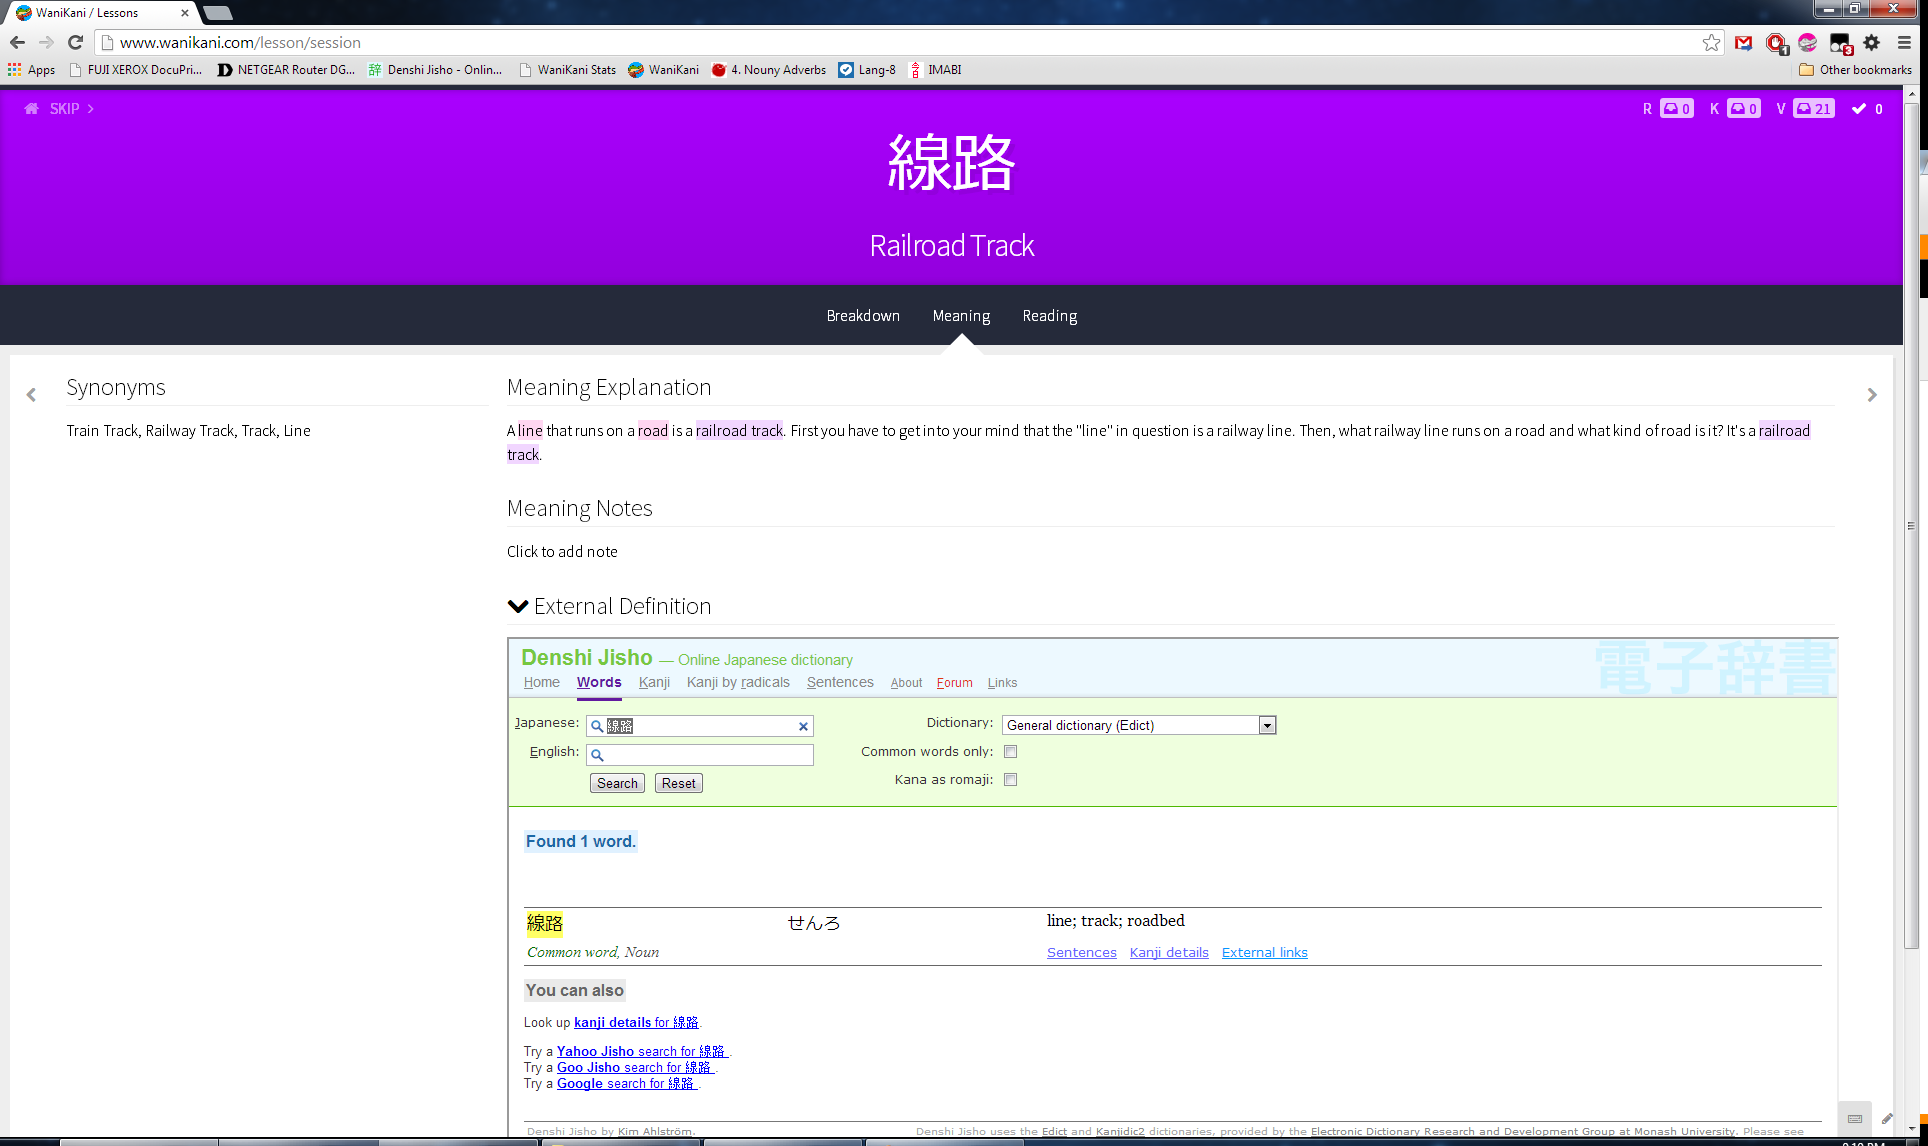 WaniKani / Lessons
www.wanikani.com/lesson/session
Apps FUJI XEROX DocuPri... NETGEAR Router DG... Denshi Jisho - Onlin... WaniKani Stats WaniKani 4. Nouny Adverbs Lang-8 IMABI Other bookmarks
SKIP R 0 K 0 V 21 0
線路
Railroad Track
Breakdown Meaning Reading
Synonyms
Train Track, Railway Track, Track, Line
Meaning Explanation
A line that runs on a road is a railroad track. First you have to get into your mind that the "line" in question is a railway line. Then, what railway line runs on a road and what kind of road is it? It's a railroad
track.
Meaning Notes
Click to add note
External Definition
Denshi Jisho — Online Japanese dictionary
電子辞書
Home Words Kanji Kanji by radicals Sentences About Forum Links
Japanese: 線路 Dictionary: General dictionary (Edict)
English: Common words only:
Kana as romaji:
Search Reset
Found 1 word.
線路 せんろ line; track; roadbed
Common word, Noun Sentences Kanji details External links
You can also
Look up kanji details for 線路.
Try a Yahoo Jisho search for 線路 .
Try a Goo Jisho search for 線路 .
Try a Google search for 線路 .
Denshi Jisho by Kim Ahlström. Denshi Jisho uses the Edict and Kanjidic2 dictionaries, provided by the Electronic Dictionary Research and Development Group at Monash University. Please see